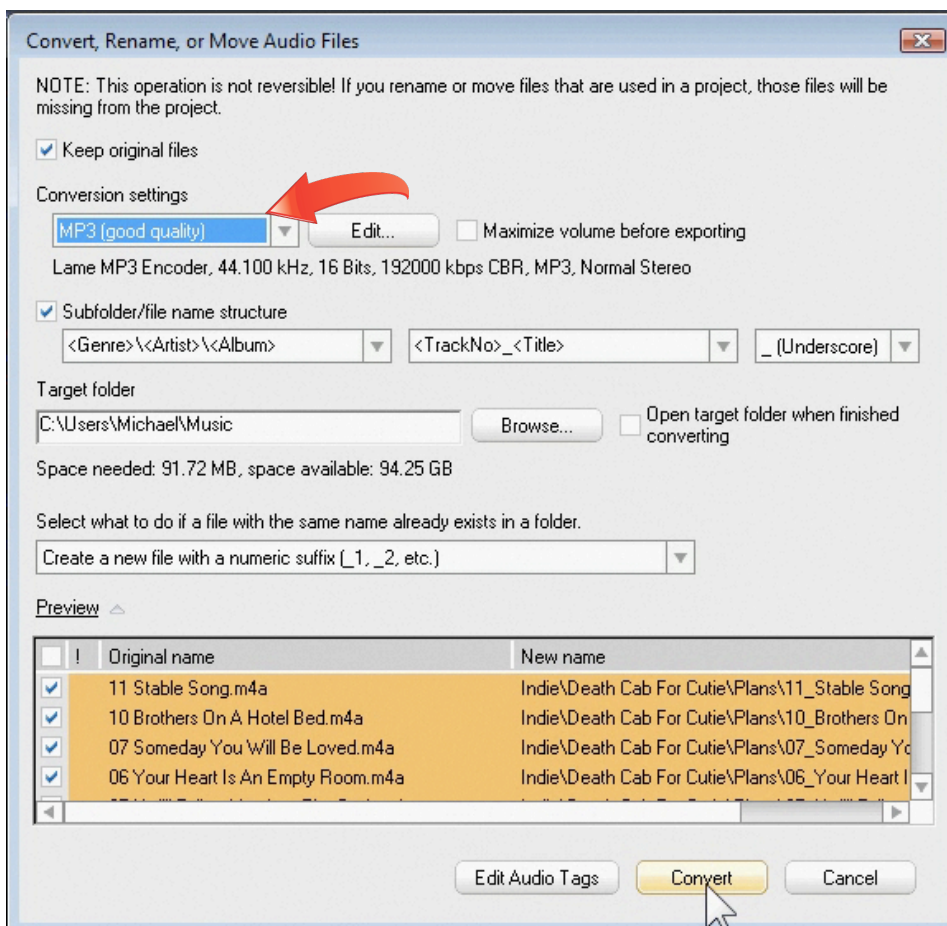 Convert, Rename, or Move Audio Files
NOTE: This operation is not reversible! If you rename or move files that are used in a project, those files will be
missing from the project.
Keep original files
Conversion settings
MP3 (good quality)
Edit...
Maximize volume before exporting
Lame MP3 Encoder, 44.100 kHz, 16 Bits, 192000 kbps CBR, MP3, Normal Stereo
Subfolder/file name structure
<Genre>\<Artist>\<Album>
<TrackNo>_<Title>
_ (Underscore)
Target folder
C:\Users\Michael\Music
Browse...
Open target folder when finished
converting
Space needed: 91.72 MB, space available: 94.25 GB
Select what to do if a file with the same name already exists in a folder.
Create a new file with a numeric suffix (_1, _2, etc.)
Preview
! Original name New name
11 Stable Song.m4a Indie\Death Cab For Cutie\Plans\11_Stable Song
10 Brothers On A Hotel Bed.m4a Indie\Death Cab For Cutie\Plans\10_Brothers On
07 Someday You Will Be Loved.m4a Indie\Death Cab For Cutie\Plans\07_Someday Yo
06 Your Heart Is An Empty Room.m4a Indie\Death Cab For Cutie\Plans\06_Your Heart I
Edit Audio Tags
Convert
Cancel